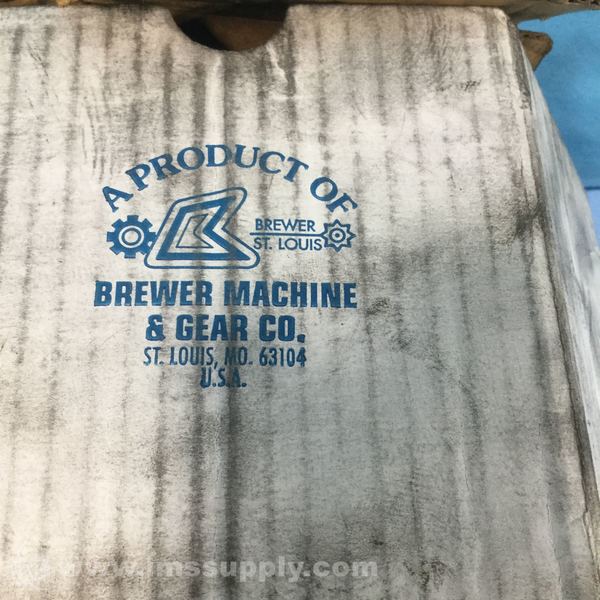 A PRODUCT OF
BREWER
ST. LOUIS
BREWER MACHINE
& GEAR CO.
ST. LOUIS, MO. 63104
U.S.A.
www.imssupply.com